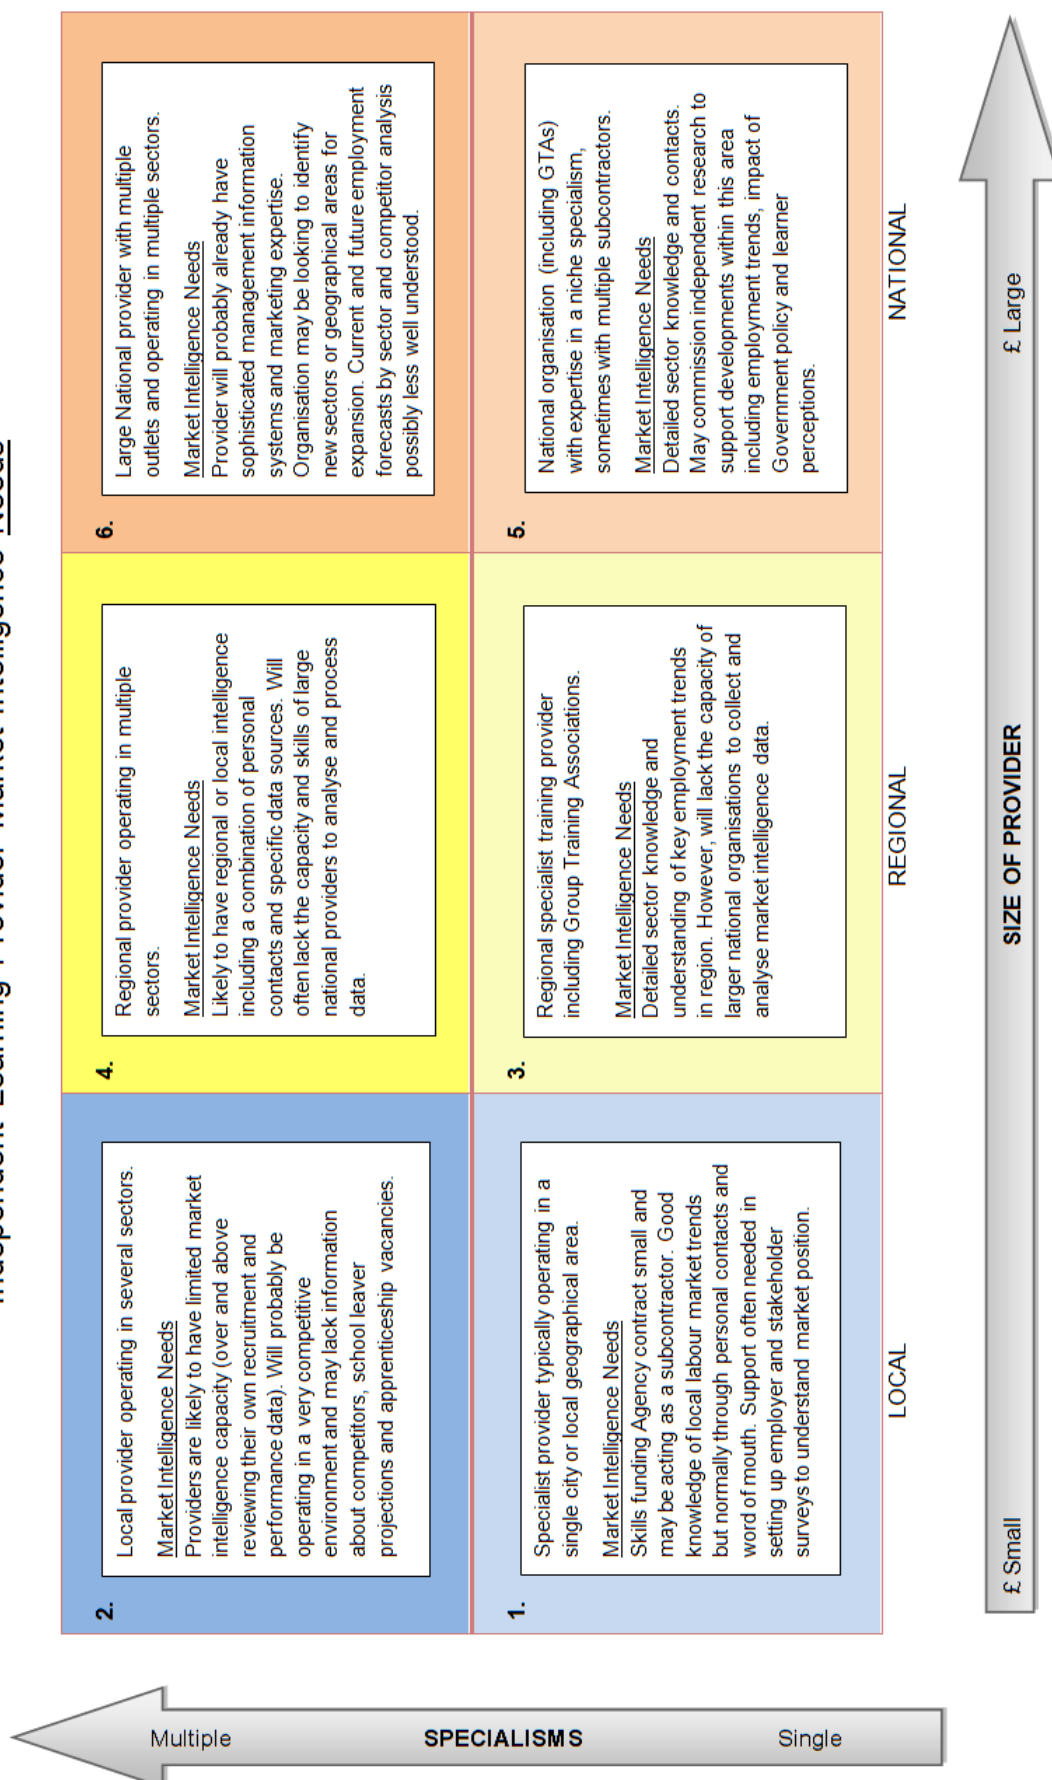 Independent Learning Provider Market Intelligence Needs
2.
Local provider operating in several sectors.
Market Intelligence Needs
Providers are likely to have limited market
intelligence capacity (over and above
reviewing their own recruitment and
performance data). Will probably be
operating in a very competitive
environment and may lack information
about competitors, school leaver
projections and apprenticeship vacancies.
4.
Regional provider operating in multiple
sectors.
Market Intelligence Needs
Likely to have regional or local intelligence
including a combination of personal
contacts and specific data sources. Will
often lack the capacity and skills of large
national providers to analyse and process
data.
6.
Large National provider with multiple
outlets and operating in multiple sectors.
Market Intelligence Needs
Provider will probably already have
sophisticated management information
systems and marketing expertise.
Organisation may be looking to identify
new sectors or geographical areas for
expansion. Current and future employment
forecasts by sector and competitor analysis
possibly less well understood.
1.
Specialist provider typically operating in a
single city or local geographical area.
Market Intelligence Needs
Skills funding Agency contract small and
may be acting as a subcontractor. Good
knowledge of local labour market trends
but normally through personal contacts and
word of mouth. Support often needed in
setting up employer and stakeholder
surveys to understand market position.
3.
Regional specialist training provider
including Group Training Associations.
Market Intelligence Needs
Detailed sector knowledge and
understanding of key employment trends
in region. However, will lack the capacity of
larger national organisations to collect and
analyse market intelligence data.
5.
National organisation (including GTAs)
with expertise in a niche specialism,
sometimes with multiple subcontractors.
Market Intelligence Needs
Detailed sector knowledge and contacts.
May commission independent research to
support developments within this area
including employment trends, impact of
Government policy and learner
perceptions.
LOCAL
REGIONAL
NATIONAL
£ Small
SIZE OF PROVIDER
£ Large
Multiple
SPECIALISMS
Single